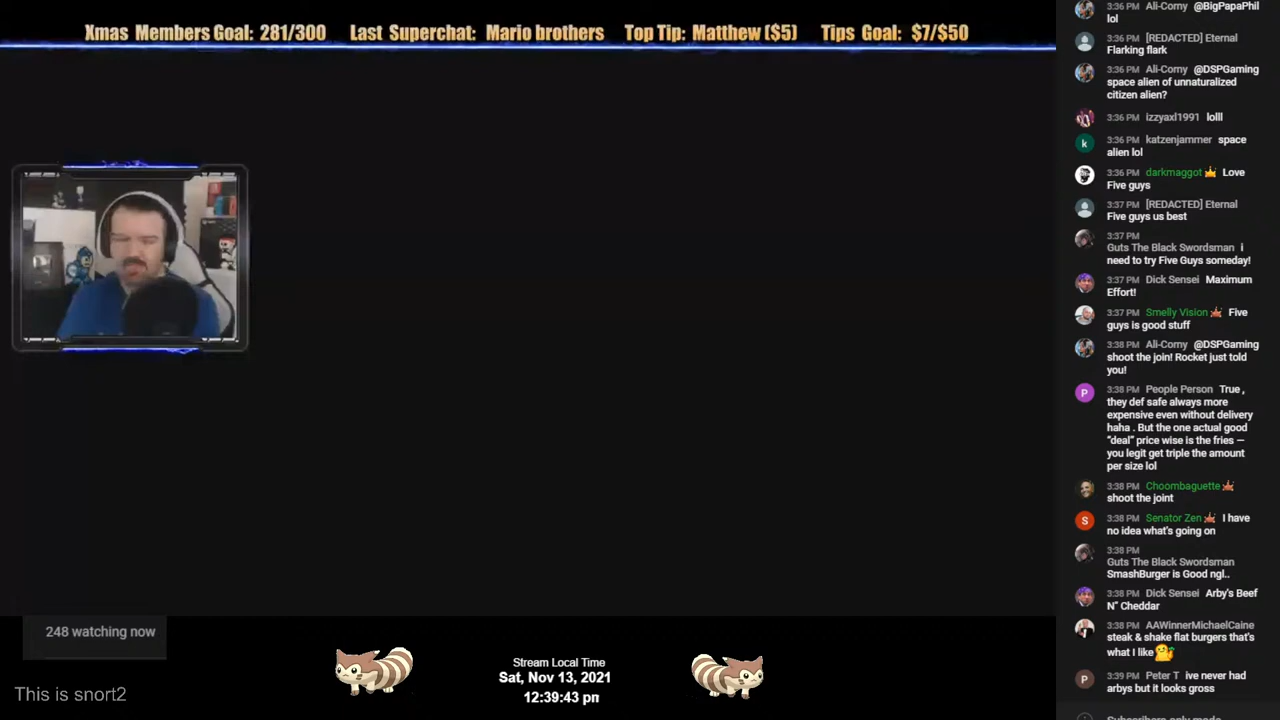 Xmas Members Goal: 281/300 Last Superchat: Mario brothers Top Tip: Matthew ($5) Tips Goal: $7/$50
3:36 PM Ali-Corny @BigPapaPhil
lol
3:36 PM [REDACTED] Eternal
Flarking flark
3:36 PM Ali-Corny @DSPGaming
space alien of unnaturalized
citizen alien?
3:36 PM izzyaxl1991 lolll
k
3:36 PM katzenjammer space
alien lol
3:36 PM darkmaggot Love
Five guys
3:37 PM [REDACTED] Eternal
Five guys us best
3:37 PM
Guts The Black Swordsman i
need to try Five Guys someday!
3:37 PM Dick Sensei Maximum
Effort!
3:37 PM Smelly Vision Five
guys is good stuff
3:38 PM Ali-Corny @DSPGaming
shoot the join! Rocket just told
you!
P
3:38 PM People Person True ,
they def safe always more
expensive even without delivery
haha . But the one actual good
“deal” price wise is the fries —
you legit get triple the amount
per size lol
3:38 PM Choombaguette
shoot the joint
S
3:38 PM Senator Zen I have
no idea what's going on
3:38 PM
Guts The Black Swordsman
SmashBurger is Good ngl..
3:38 PM Dick Sensei Arby's Beef
N" Cheddar
3:38 PM AAWinnerMichaelCaine
steak & shake flat burgers that's
what I like
P
3:39 PM Peter T ive never had
arbys but it looks gross
248 watching now
This is snort2
Stream Local Time
Sat, Nov 13, 2021
12:39:43 pm